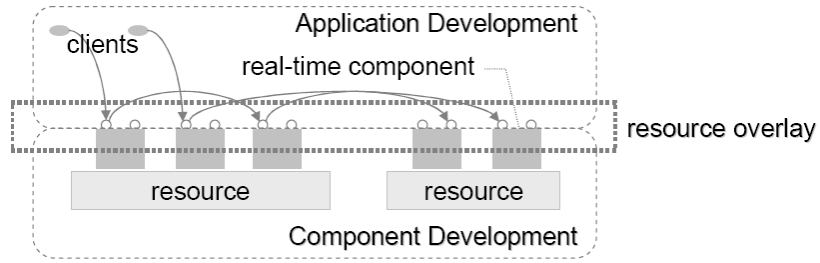 Application Development
clients
real-time component
resource overlay
resource
resource
Component Development